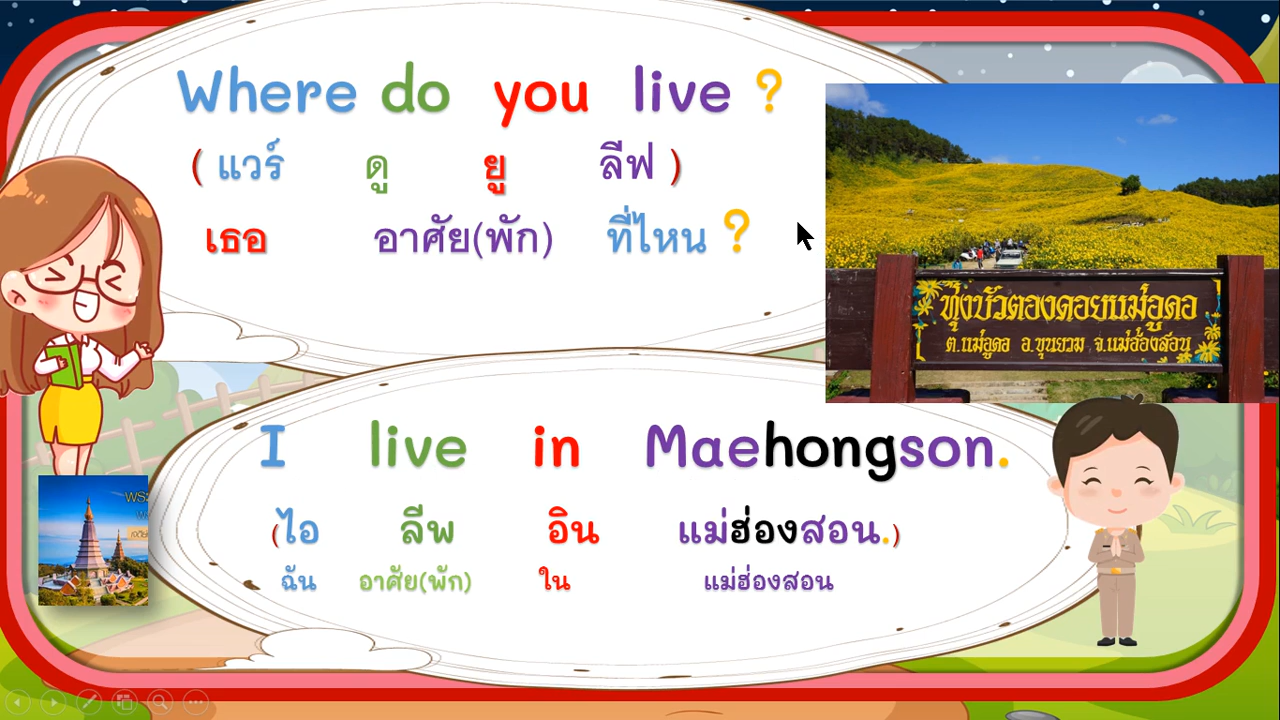 Where do you live ?
( แวร์ ดู ยู ลีฟ )
เธอ อาศัย(พัก) ที่ไหน ?
ทุ่งบัวตองดอยแม่อูคอ
ต.แม่อูคอ อ.ขุนยวม จ.แม่ฮ่องสอน
I live in Maehongson.
(ไอ ลีฟ อิน แม่ฮ่องสอน.)
ฉัน อาศัย(พัก) ใน แม่ฮ่องสอน